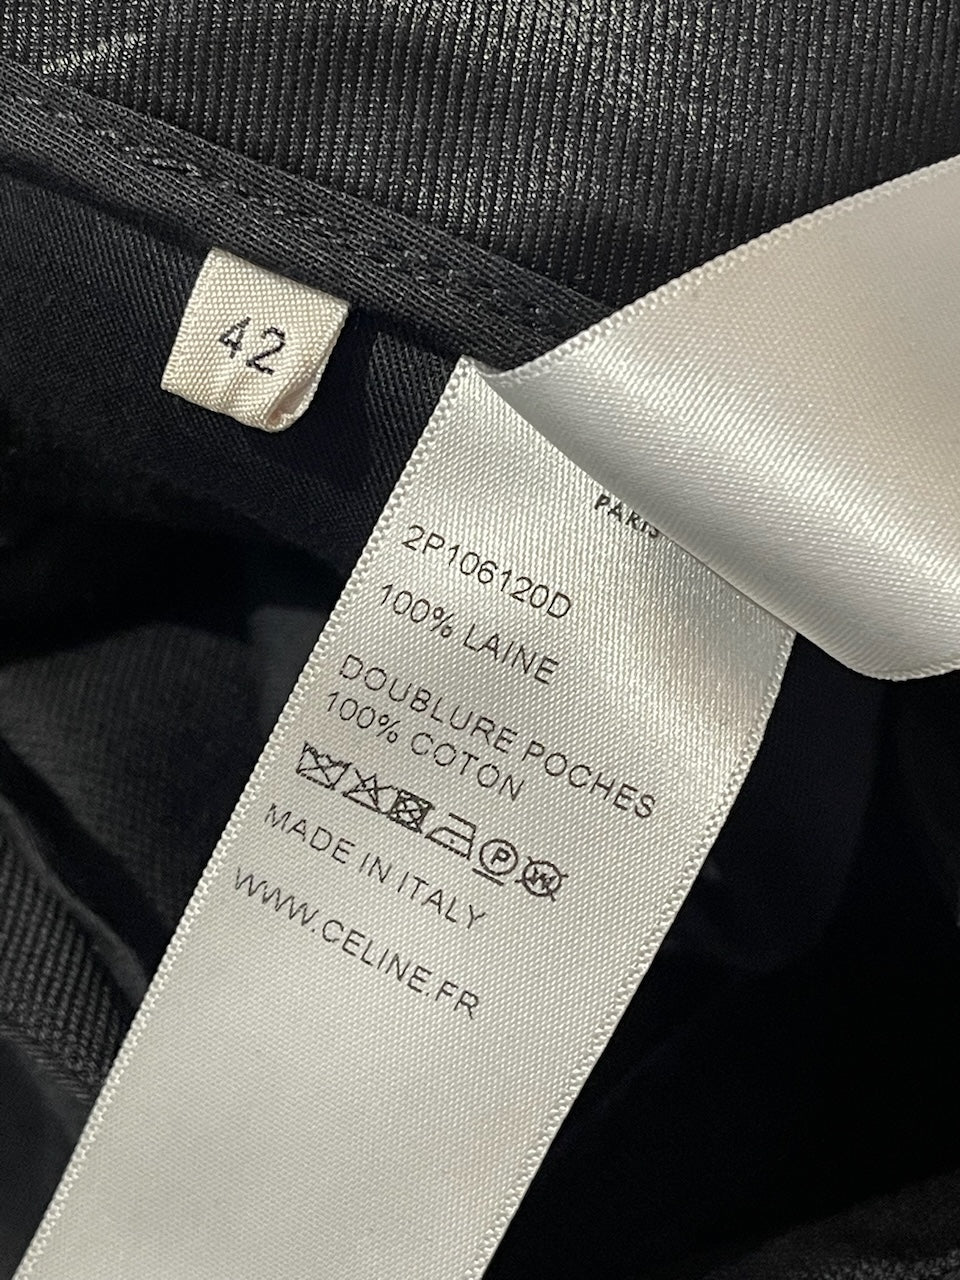 42
PARIS
2P106120D
100% LAINE
DOUBLURE POCHES
100% COTON
P
W
MADE IN ITALY
WWW.CELINE.FR